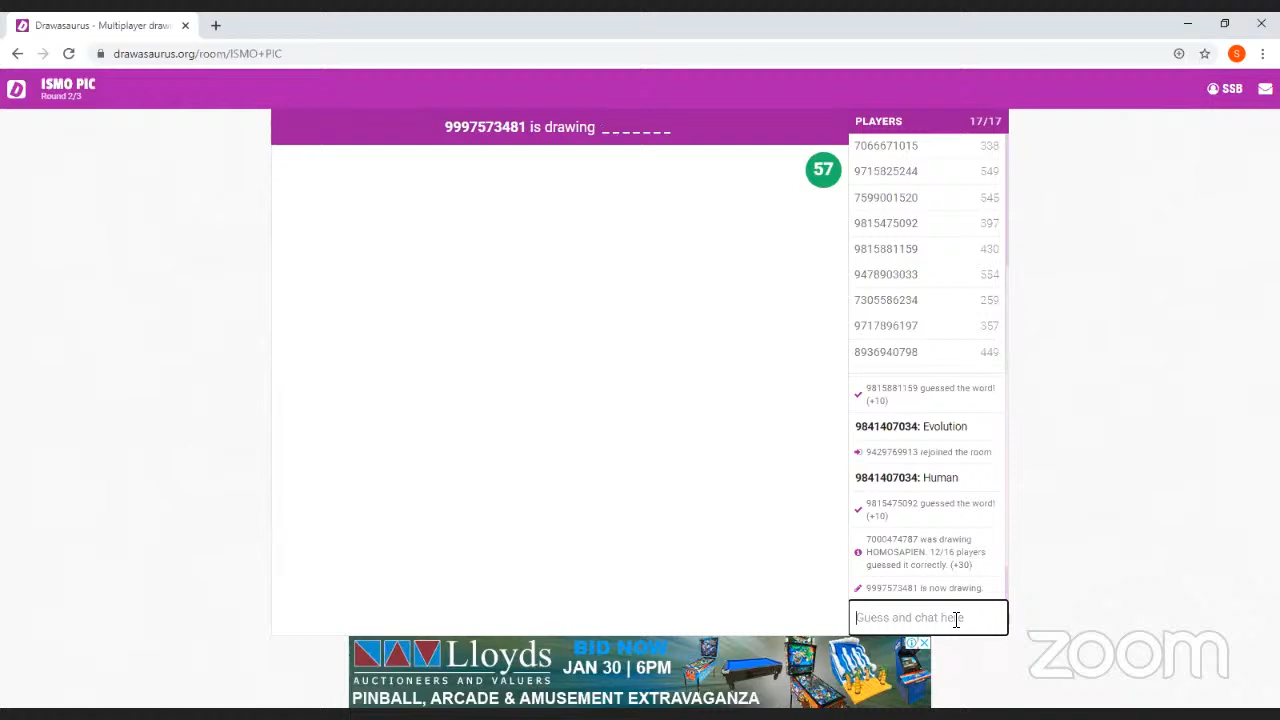 Drawasaurus - Multiplayer draw
drawasaurus.org/room/ISMO+PIC
S
ISMO PIC
Round 2/3
SSB
9997573481 is drawing _ _ _ _ _ _ _
57
PLAYERS 17/17
7066671015 338
9715825244 549
7599001520 545
9815475092 397
9815881159 430
9478903033 554
7305586234 259
9717896197 357
8936940798 449
9815881159 guessed the word!
(+10)
9841407034: Evolution
9429769913 rejoined the room
9841407034: Human
9815475092 guessed the word!
(+10)
7000474787 was drawing
HOMOSAPIEN. 12/16 players
guessed it correctly. (+30)
9997573481 is now drawing.
Guess and chat here
NAV Lloyds
AUCTIONEERS AND VALUERS
BID NOW
JAN 30 | 6PM
PINBALL, ARCADE & AMUSEMENT EXTRAVAGANZA
zoom